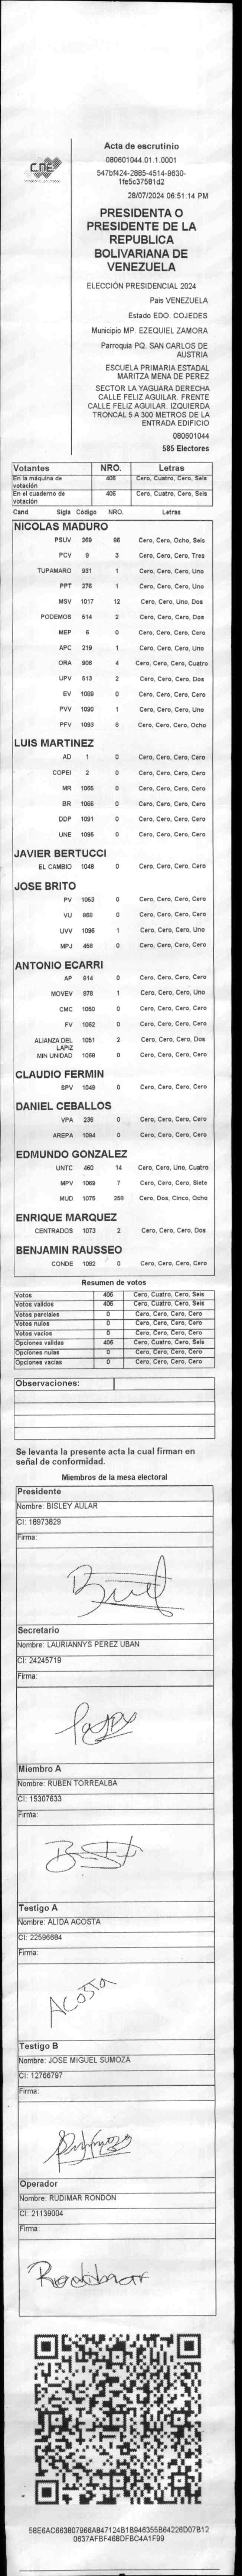 CNE
Acta de escrutinio
080601044.01.1.0001
547bf424-2885-4514-9630-
1fe5c37581d2
28/07/2024 06:51:14 PM
PRESIDENTA O
PRESIDENTE DE LA
REPUBLICA
BOLIVARIANA DE
VENEZUELA
ELECCIÓN PRESIDENCIAL 2024
País VENEZUELA
Estado EDO. COJEDES
Municipio MP. EZEQUIEL ZAMORA
Parroquia PQ. SAN CARLOS DE
AUSTRIA
ESCUELA PRIMARIA ESTADAL
MARITZA MENA DE PEREZ
SECTOR LA YAGUARA DERECHA
CALLE FELIZ AGUILAR. FRENTE
CALLE FELIZ AGUILAR. IZQUIERDA
TRONCAL 5 A 300 METROS DE LA
ENTRADA EDIFICIO
080601044
585 Electores
Votantes NRO. Letras
En la máquina de votación 406 Cero, Cuatro, Cero, Seis
En el cuaderno de votación 406 Cero, Cuatro, Cero, Seis
Cand. Sigla Código NRO. Letras
NICOLAS MADURO
PSUV 269 86 Cero, Cero, Ocho, Seis
PCV 9 3 Cero, Cero, Cero, Tres
TUPAMARO 931 1 Cero, Cero, Cero, Uno
PPT 276 1 Cero, Cero, Cero, Uno
MSV 1017 12 Cero, Cero, Uno, Dos
PODEMOS 514 2 Cero, Cero, Cero, Dos
MEP 6 0 Cero, Cero, Cero, Cero
APC 219 1 Cero, Cero, Cero, Uno
ORA 906 4 Cero, Cero, Cero, Cuatro
UPV 613 2 Cero, Cero, Cero, Dos
EV 1089 0 Cero, Cero, Cero, Cero
PVV 1090 1 Cero, Cero, Cero, Uno
PFV 1093 8 Cero, Cero, Cero, Ocho
LUIS MARTINEZ
AD 1 0 Cero, Cero, Cero, Cero
COPEI 2 0 Cero, Cero, Cero, Cero
MR 1065 0 Cero, Cero, Cero, Cero
BR 1066 0 Cero, Cero, Cero, Cero
DDP 1091 0 Cero, Cero, Cero, Cero
UNE 1095 0 Cero, Cero, Cero, Cero
JAVIER BERTUCCI
EL CAMBIO 1048 0 Cero, Cero, Cero, Cero
JOSE BRITO
PV 1053 0 Cero, Cero, Cero, Cero
VU 869 0 Cero, Cero, Cero, Cero
UVV 1096 1 Cero, Cero, Cero, Uno
MPJ 458 0 Cero, Cero, Cero, Cero
ANTONIO ECARRI
AP 914 0 Cero, Cero, Cero, Cero
MOVEV 878 1 Cero, Cero, Cero, Uno
CMC 1050 0 Cero, Cero, Cero, Cero
FV 1062 0 Cero, Cero, Cero, Cero
ALIANZA DEL LAPIZ 1051 2 Cero, Cero, Cero, Dos
MIN UNIDAD 1068 0 Cero, Cero, Cero, Cero
CLAUDIO FERMIN
SPV 1049 0 Cero, Cero, Cero, Cero
DANIEL CEBALLOS
VPA 236 0 Cero, Cero, Cero, Cero
AREPA 1094 0 Cero, Cero, Cero, Cero
EDMUNDO GONZALEZ
UNTC 460 14 Cero, Cero, Uno, Cuatro
MPV 1069 7 Cero, Cero, Cero, Siete
MUD 1075 258 Cero, Dos, Cinco, Ocho
ENRIQUE MARQUEZ
CENTRADOS 1073 2 Cero, Cero, Cero, Dos
BENJAMIN RAUSSEO
CONDE 1092 0 Cero, Cero, Cero, Cero
Resumen de votos
Votos 406 Cero, Cuatro, Cero, Seis
Votos validos 406 Cero, Cuatro, Cero, Seis
Votos parciales 0 Cero, Cero, Cero, Cero
Votos nulos 0 Cero, Cero, Cero, Cero
Votos vacios 0 Cero, Cero, Cero, Cero
Opciones validas 406 Cero, Cuatro, Cero, Seis
Opciones nulas 0 Cero, Cero, Cero, Cero
Opciones vacias 0 Cero, Cero, Cero, Cero
Observaciones:
Se levanta la presente acta la cual firman en
señal de conformidad.
Miembros de la mesa electoral
Presidente
Nombre: BISLEY AULAR
CI: 18973829
Firma:
Secretario
Nombre: LAURIANNYS PEREZ UBAN
CI: 24245719
Firma:
Miembro A
Nombre: RUBEN TORREALBA
CI: 15307633
Firma:
Testigo A
Nombre: ALIDA ACOSTA
CI: 22596684
Firma:
Acosta
Testigo B
Nombre: JOSE MIGUEL SUMOZA
CI: 12766797
Firma:
Operador
Nombre: RUDIMAR RONDON
CI: 21139004
Firma:
58E6AC663807966A847124B1B946355B64226D07B12
0637AFBF468DFBC4A1F99